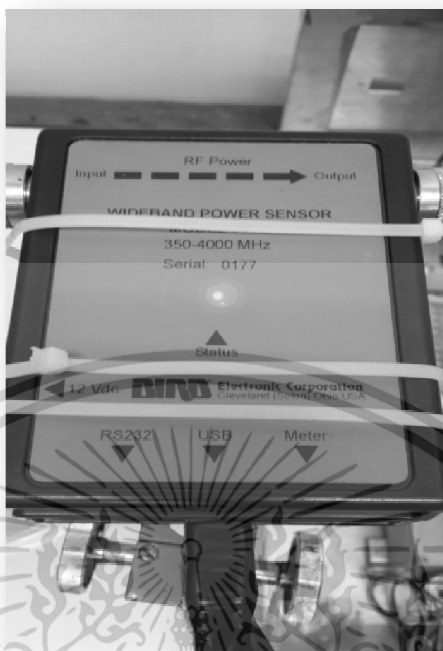 RF Power
Input Output
WIDEBAND POWER SENSOR
350-4000 MHz
Serial: 0177
Status
12 Vdc BIRD Electronic Corporation
Cleveland (Solon) Ohio USA
RS232 USB Meter